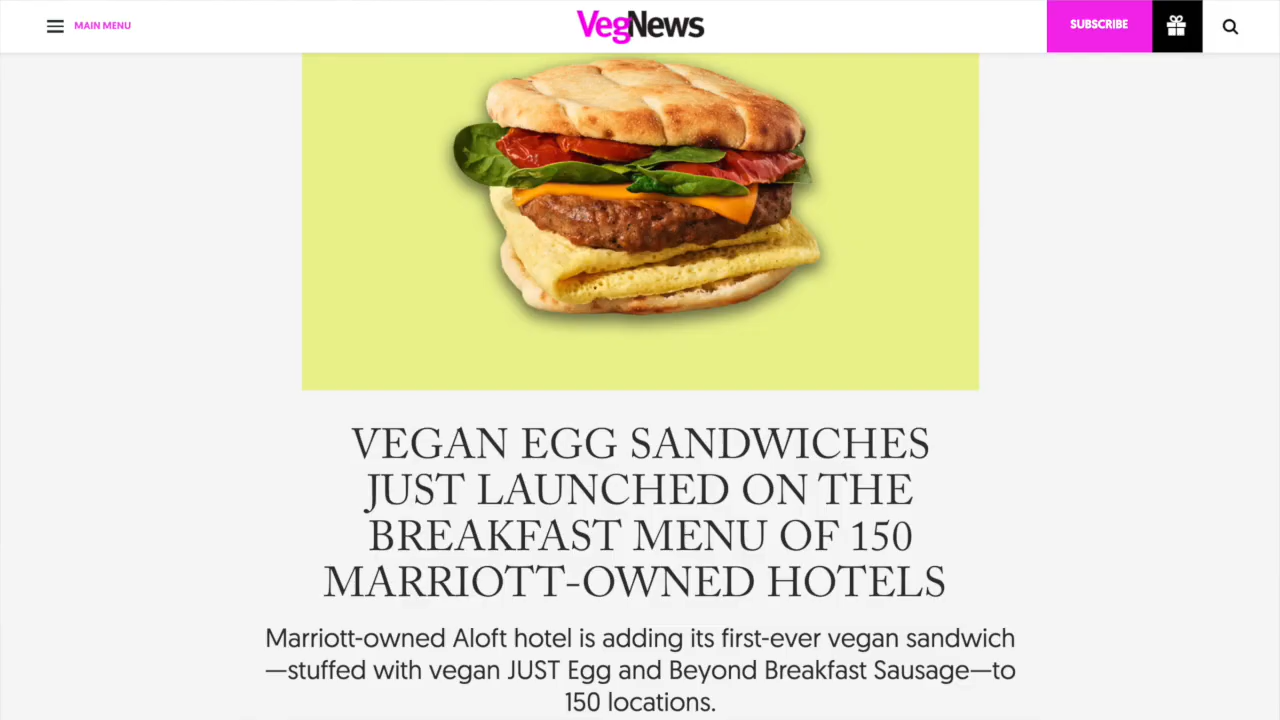 MAIN MENU
VegNews
SUBSCRIBE
VEGAN EGG SANDWICHES
JUST LAUNCHED ON THE
BREAKFAST MENU OF 150
MARRIOTT-OWNED HOTELS
Marriott-owned Aloft hotel is adding its first-ever vegan sandwich
—stuffed with vegan JUST Egg and Beyond Breakfast Sausage—to
150 locations.